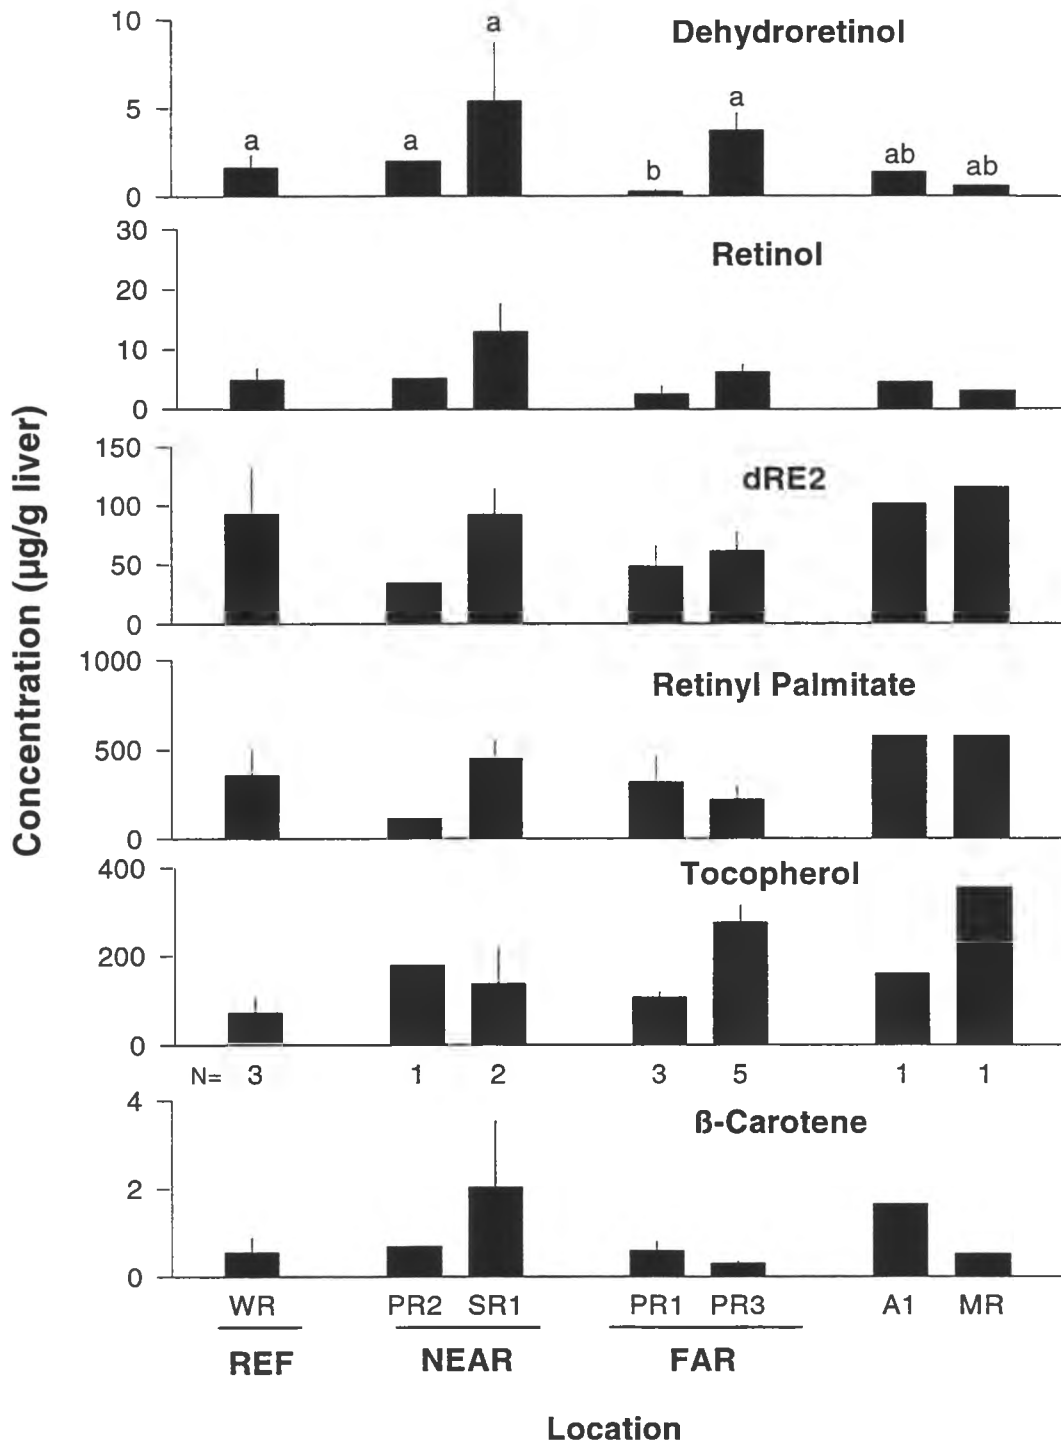 Concentration (µg/g liver)
Dehydroretinol
10
5
0
a
a
a
b
a
ab
ab
Retinol
30
20
10
0
dRE2
150
100
50
0
Retinyl Palmitate
1000
500
0
Tocopherol
400
200
0
N= 3 1 2 3 5 1 1
ß-Carotene
4
2
0
WR PR2 SR1 PR1 PR3 A1 MR
REF NEAR FAR
Location